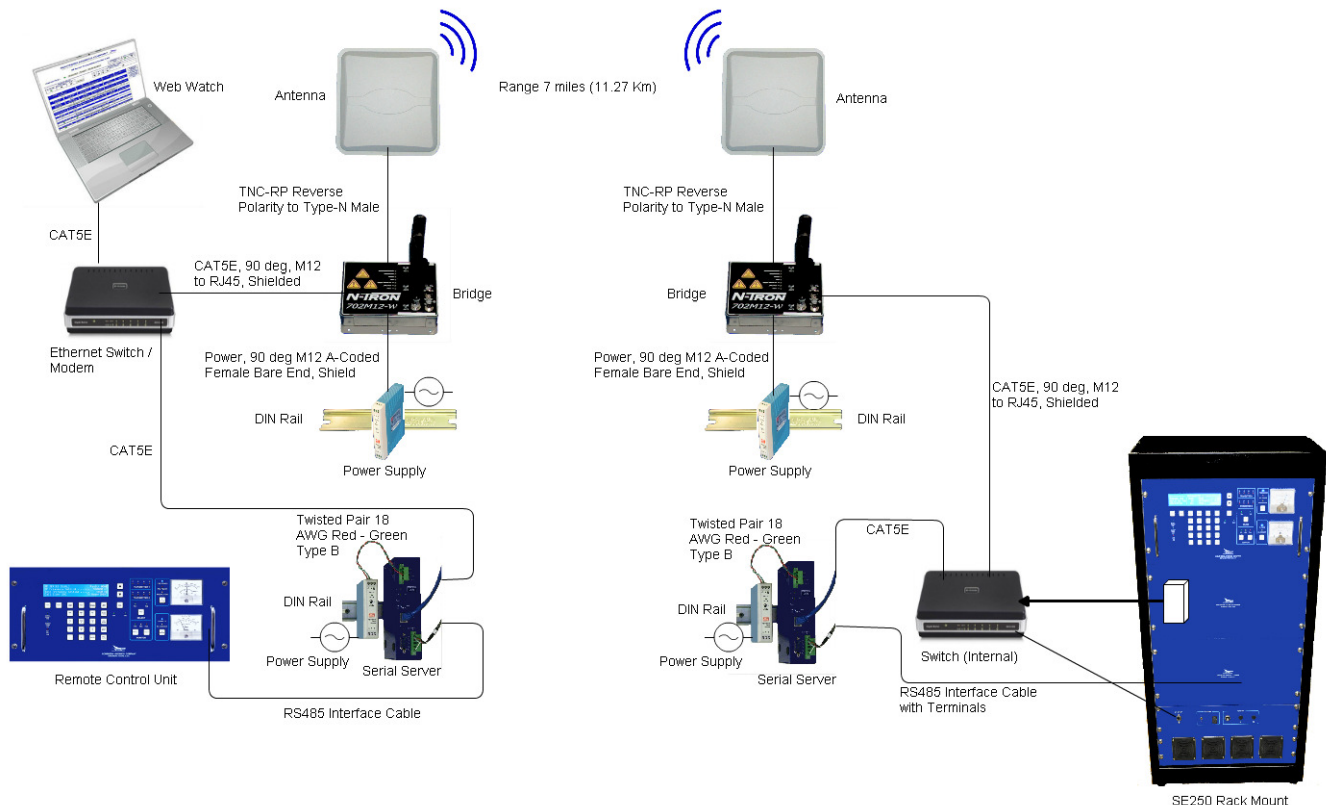 Web Watch
Antenna
Range 7 miles (11.27 Km)
Antenna
TNC-RP Reverse
Polarity to Type-N Male
TNC-RP Reverse
Polarity to Type-N Male
CAT5E
CAT5E, 90 deg, M12
to RJ45, Shielded
N-TRON
702M12-W
Bridge
Bridge
N-TRON
702M12-W
Ethernet Switch /
Modem
Power, 90 deg M12 A-Coded
Female Bare End, Shield
Power, 90 deg M12 A-Coded
Female Bare End, Shield
CAT5E, 90 deg, M12
to RJ45, Shielded
DIN Rail
DIN Rail
CAT5E
Power Supply
Power Supply
Twisted Pair 18
AWG Red - Green
Type B
Twisted Pair 18
AWG Red - Green
Type B
CAT5E
DIN Rail
DIN Rail
Power Supply
Serial Server
Power Supply
Serial Server
Switch (Internal)
Remote Control Unit
RS485 Interface Cable
RS485 Interface Cable
with Terminals
SE250 Rack Mount